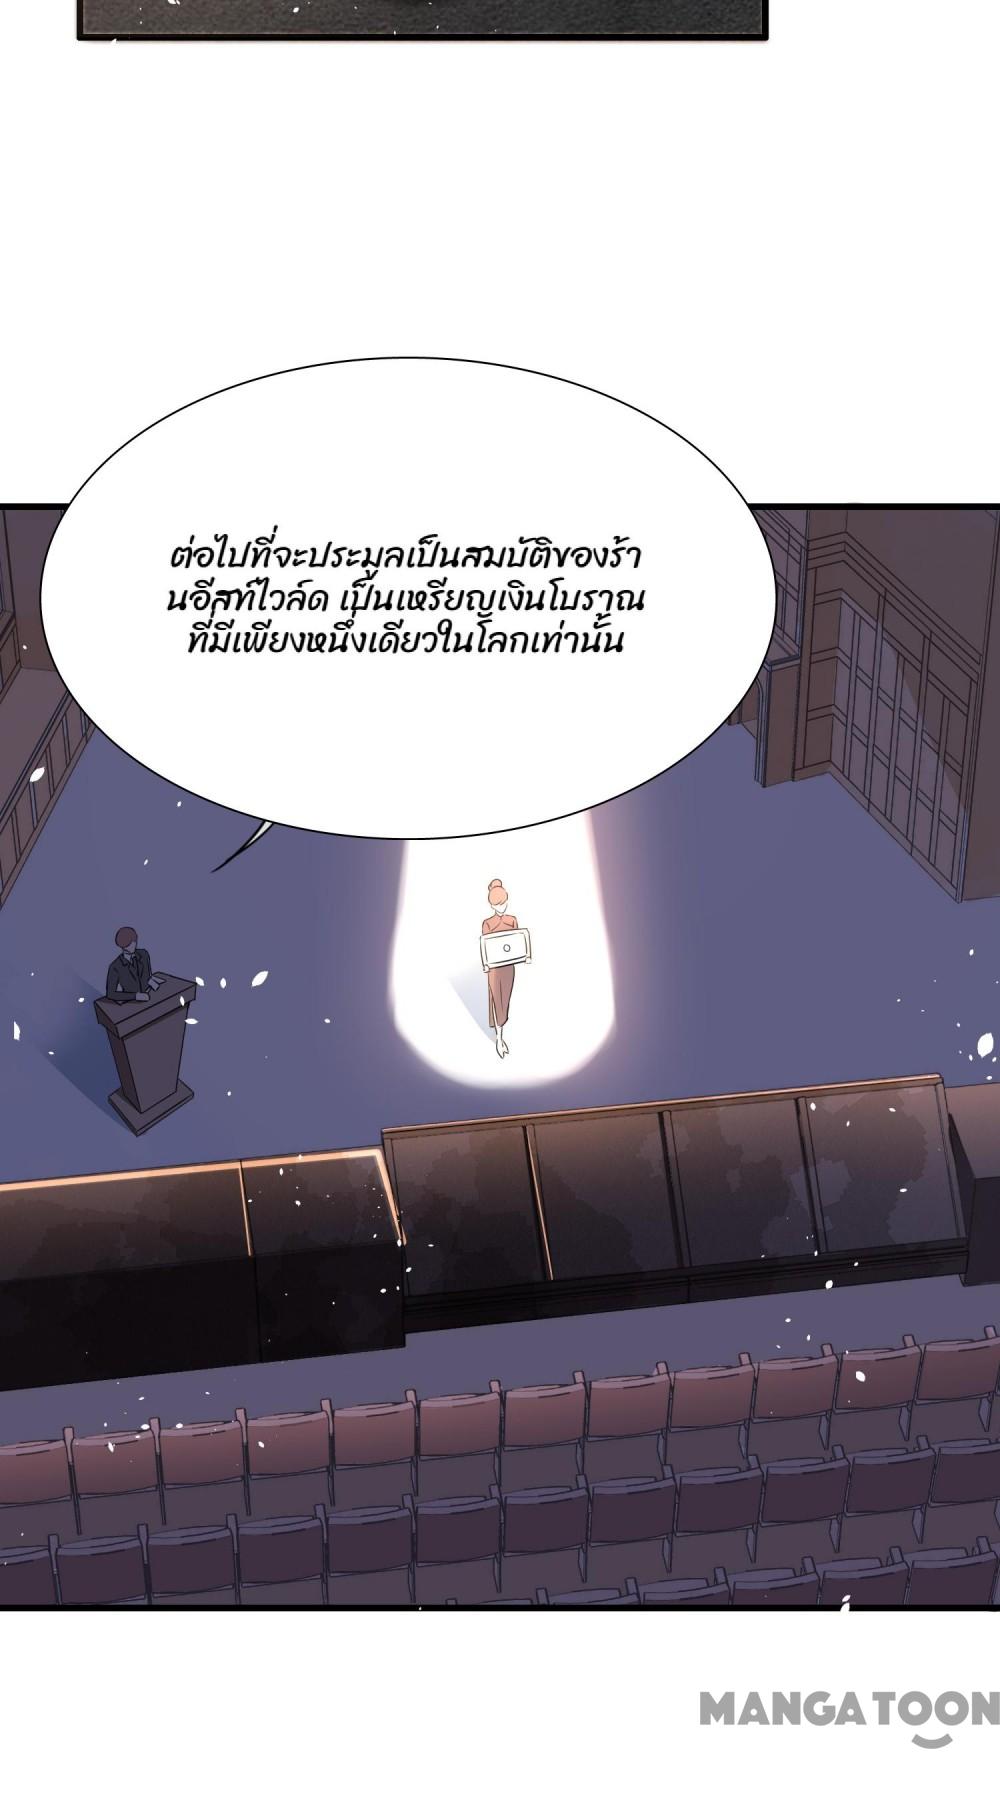 ต่อไปที่จะประมูลเป็นสมบัติของร้า
นอีสท์ไวล์ด เป็นเหรียญเงินโบราณ
ที่มีเพียงหนึ่งเดียวในโลกเท่านั้น
MANGATOON